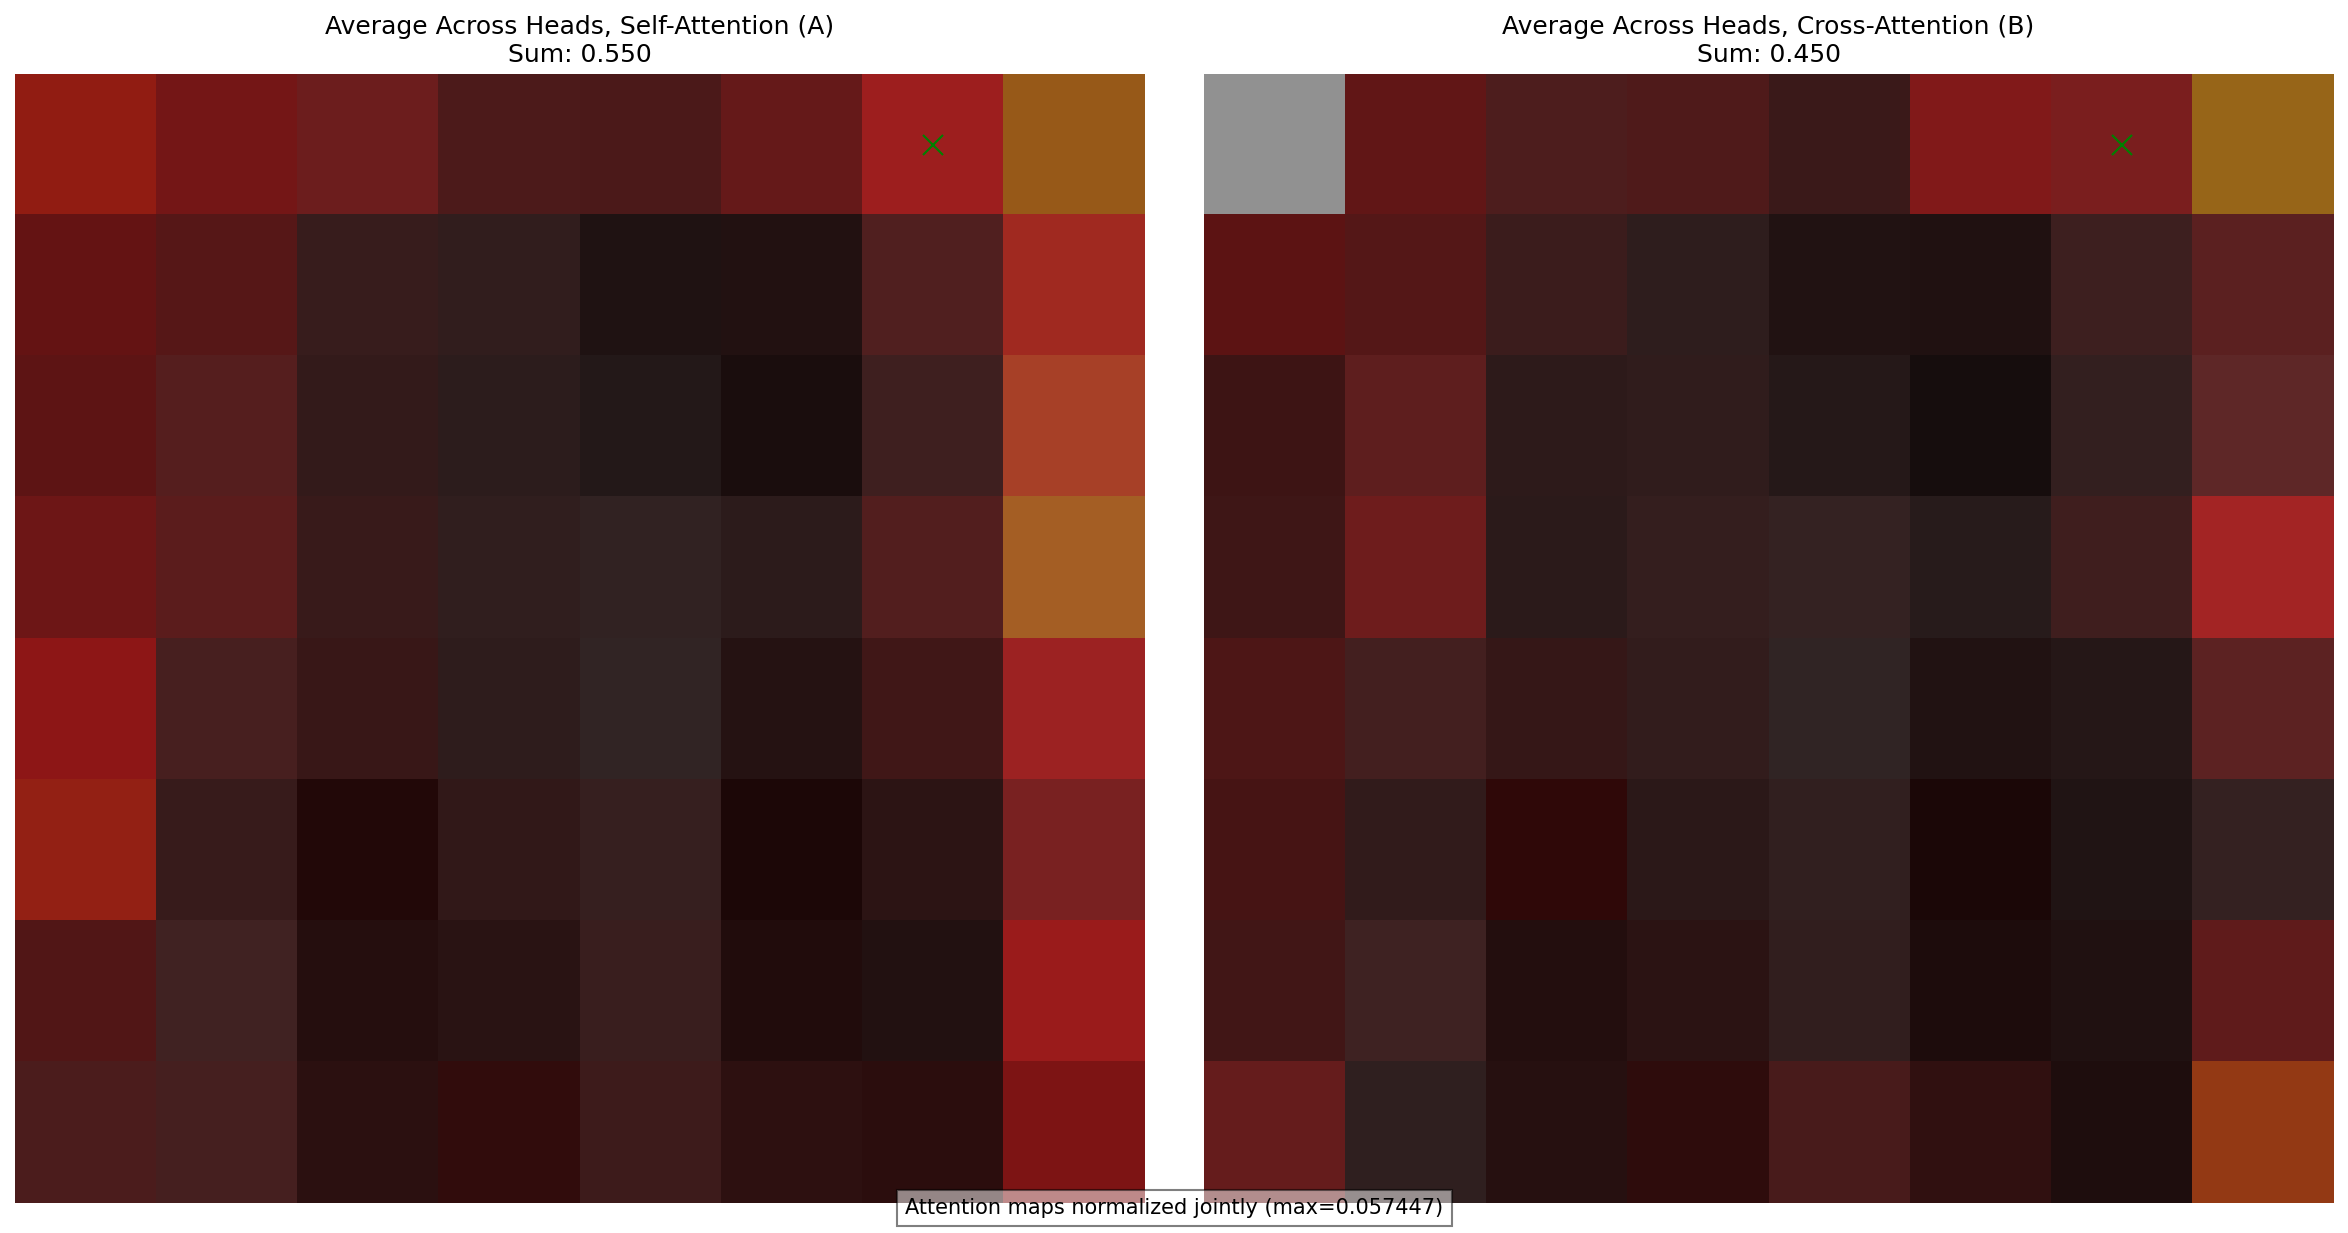 Average Across Heads, Self-Attention (A)
Sum: 0.550
Average Across Heads, Cross-Attention (B)
Sum: 0.450
Attention maps normalized jointly (max=0.057447)